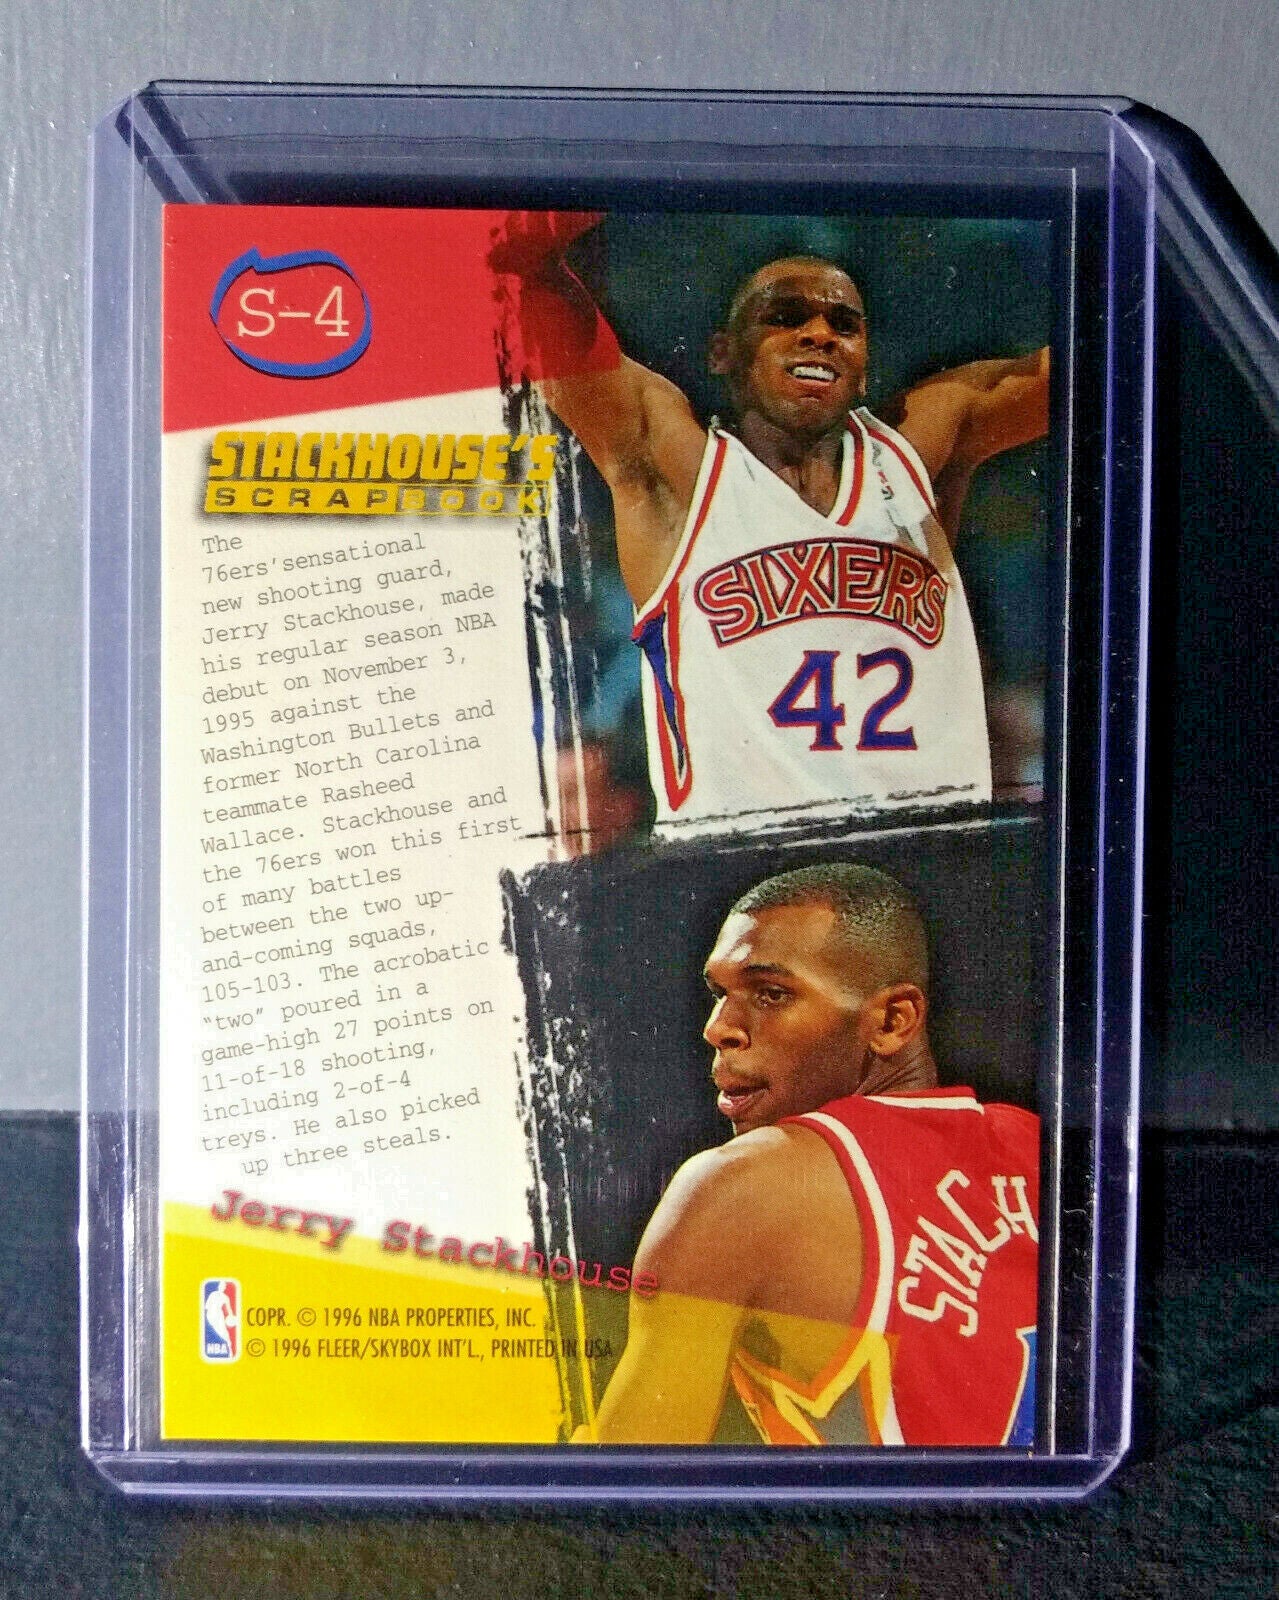 S-4
STACKHOUSE'S
SCRAPBOOK
The
76ers' sensational
new shooting guard,
Jerry Stackhouse, made
his regular season NBA
debut on November 3,
1995 against the
Washington Bullets and
former North Carolina
teammate Rasheed
Wallace. Stackhouse and
the 76ers won this first
of many battles
between the two up-
and-coming squads,
105-103. The acrobatic
"two" poured in a
game-high 27 points on
11-of-18 shooting,
including 2-of-4
treys. He also picked
up three steals.
Jerry Stackhouse
NBA
COPR. © 1996 NBA PROPERTIES, INC.
© 1996 FLEER/SKYBOX INT'L., PRINTED IN USA
SIXERS
42
STACKH